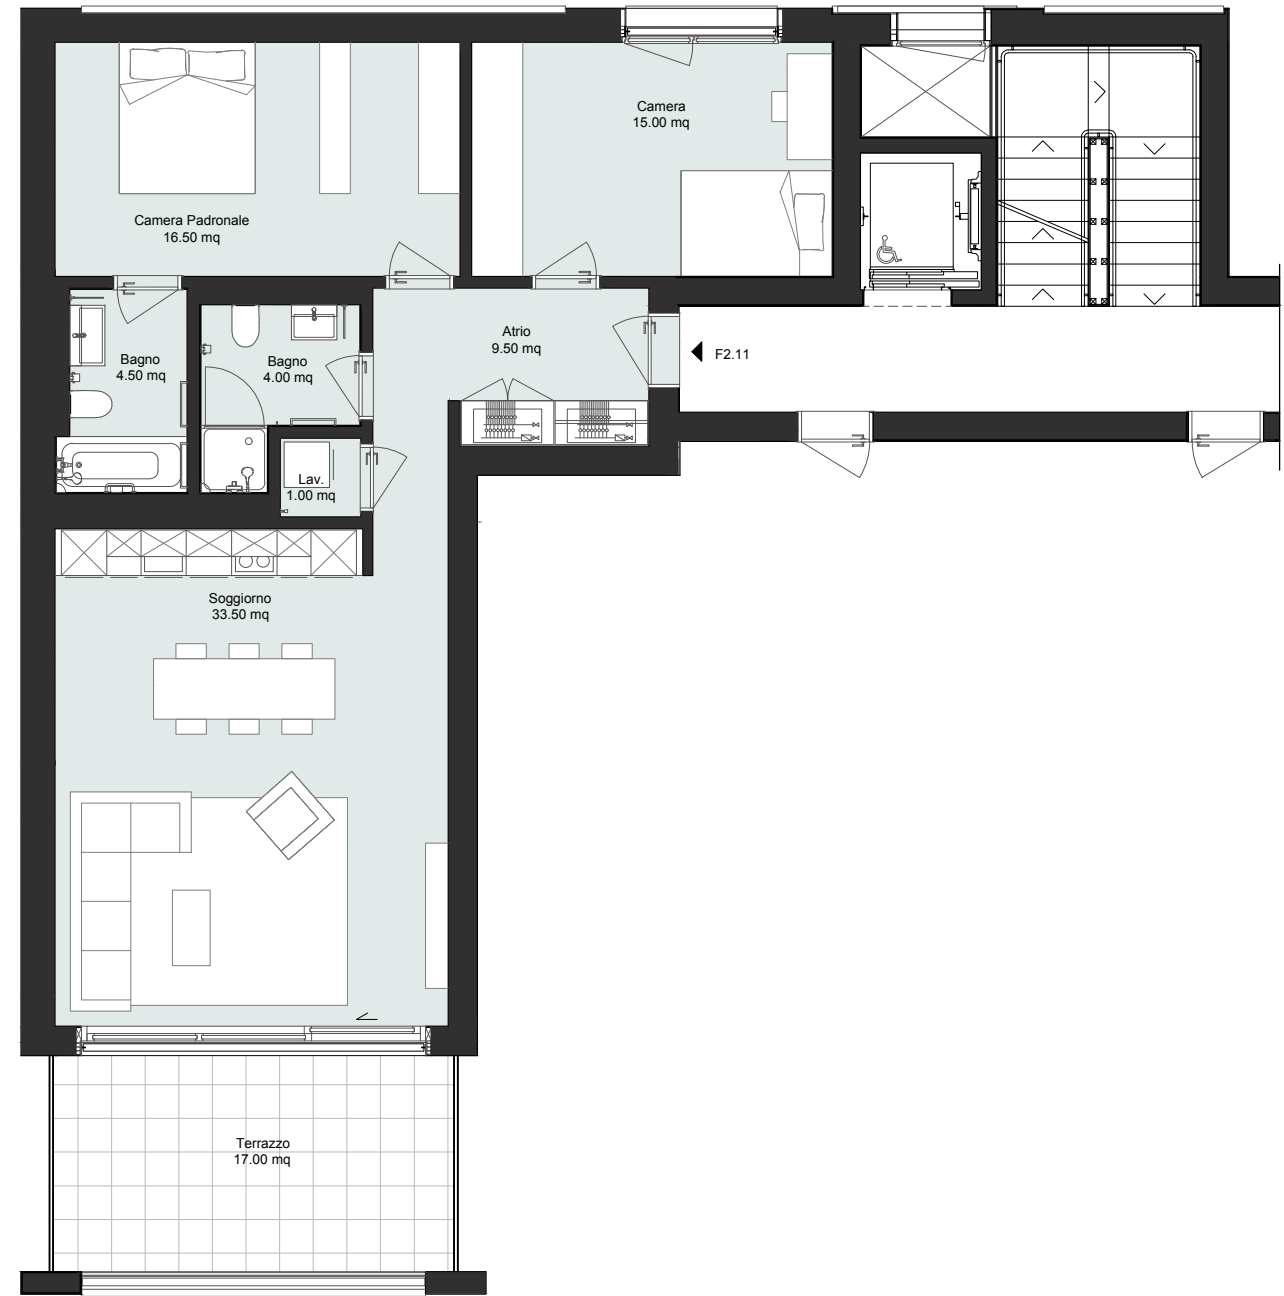 Camera
15.00 mq
Camera Padronale
16.50 mq
Atrio
9.50 mq
F2.11
Bagno
4.50 mq
Bagno
4.00 mq
Lav.
1.00 mq
Soggiorno
33.50 mq
Terrazzo
17.00 mq